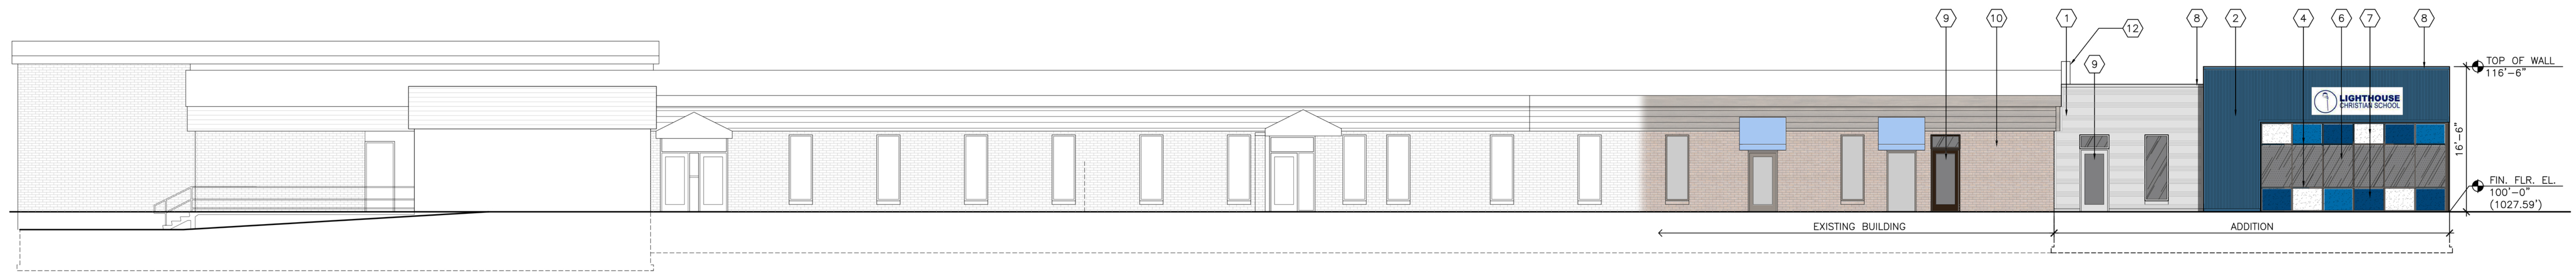 9
10
1
12
8
2
4
6
7
8
9
TOP OF WALL
116'-6"
LIGHTHOUSE
CHRISTIAN SCHOOL
16'-6"
FIN. FLR. EL.
100'-0"
(1027.59')
EXISTING BUILDING
ADDITION